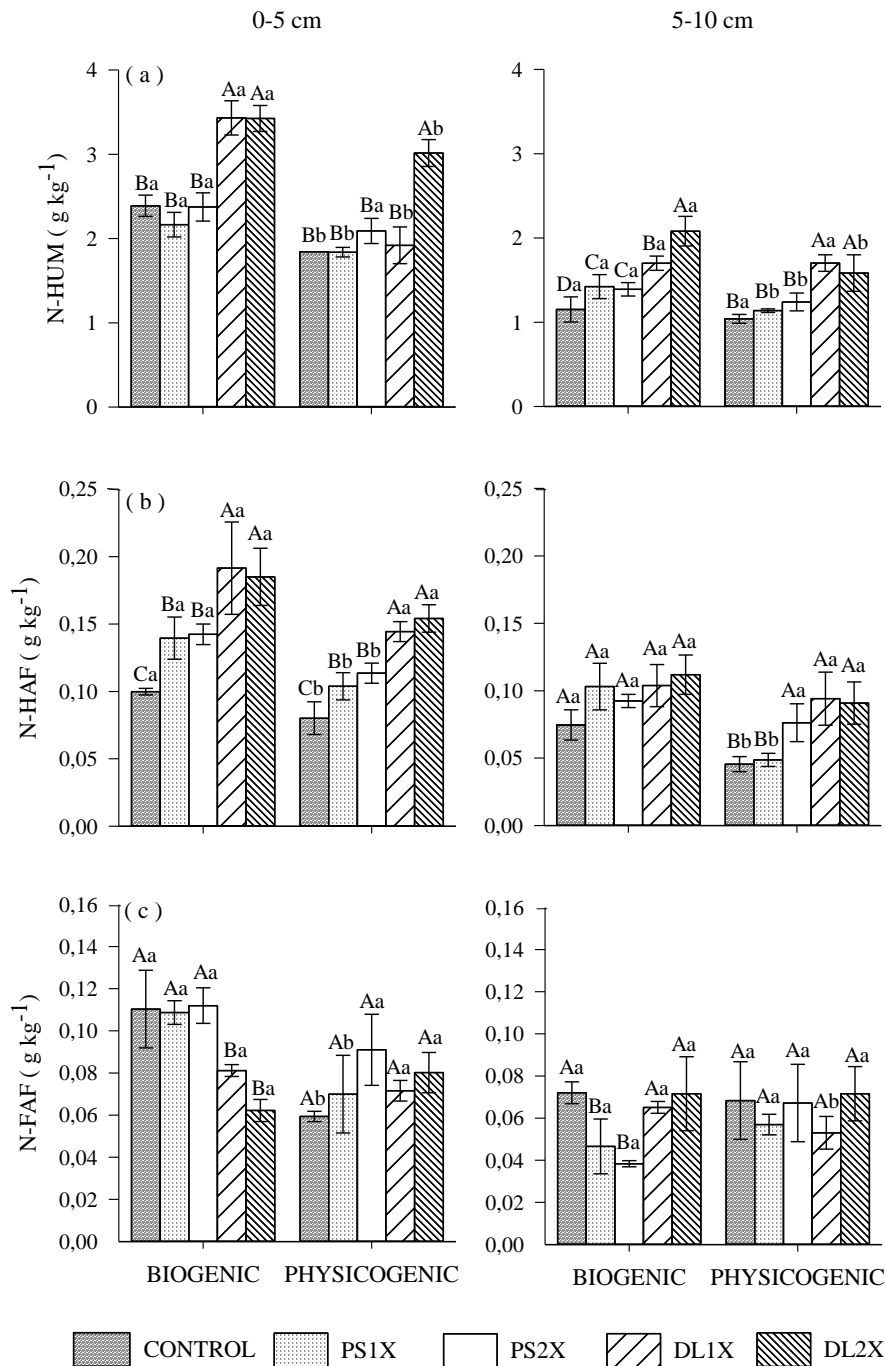 0-5 cm
5-10 cm
( a )
N-HUM ( g kg-1)
4
3
2
1
0
Ba Ba Ba Aa Aa
Bb Bb Ba Bb Ab
4
3
2
1
0
Da Ca Ca Ba Aa
Ba Bb Bb Aa Ab
( b )
N-HAF ( g kg-1)
0,25
0,20
0,15
0,10
0,05
0,00
Ca Ba Ba Aa Aa
Cb Bb Bb Aa Aa
0,25
0,20
0,15
0,10
0,05
0,00
Aa Aa Aa Aa Aa
Bb Bb Aa Aa Aa
( c )
N-FAF ( g kg-1)
0,16
0,14
0,12
0,10
0,08
0,06
0,04
0,02
0,00
Aa Aa Aa Ba Ba
Ab Ab Aa Aa Aa
0,16
0,14
0,12
0,10
0,08
0,06
0,04
0,02
0,00
Aa Ba Ba Aa Aa
Aa Aa Aa Ab Aa
BIOGENIC PHYSICOGENIC
BIOGENIC PHYSICOGENIC
CONTROL PS1X PS2X DL1X DL2X